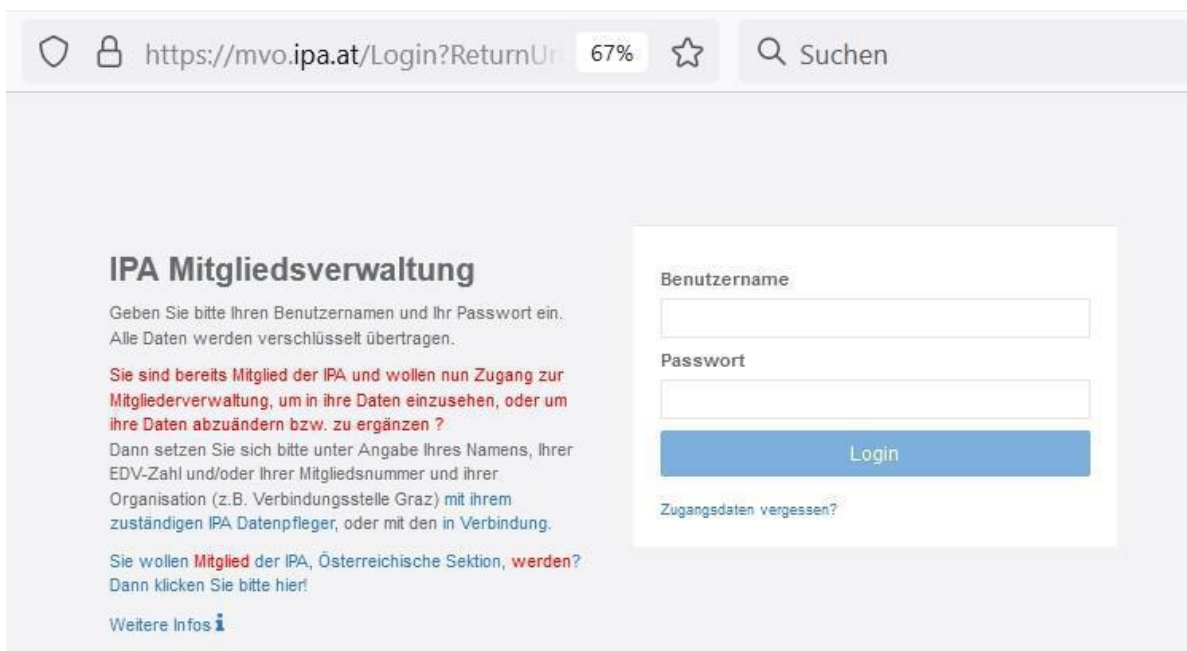 https://mvo.ipa.at/Login?ReturnUr
67%
Suchen
IPA Mitgliedsverwaltung
Geben Sie bitte Ihren Benutzernamen und Ihr Passwort ein.
Alle Daten werden verschlüsselt übertragen.
Sie sind bereits Mitglied der IPA und wollen nun Zugang zur
Mitgliederverwaltung, um in ihre Daten einzusehen, oder um
ihre Daten abzuändern bzw. zu ergänzen ?
Dann setzen Sie sich bitte unter Angabe Ihres Namens, Ihrer
EDV-Zahl und/oder Ihrer Mitgliedsnummer und ihrer
Organisation (z.B. Verbindungsstelle Graz) mit ihrem
zuständigen IPA Datenpfleger, oder mit den in Verbindung.
Sie wollen Mitglied der IPA, Österreichische Sektion, werden?
Dann klicken Sie bitte hier!
Weitere Infos
Benutzername
Passwort
Login
Zugangsdaten vergessen?